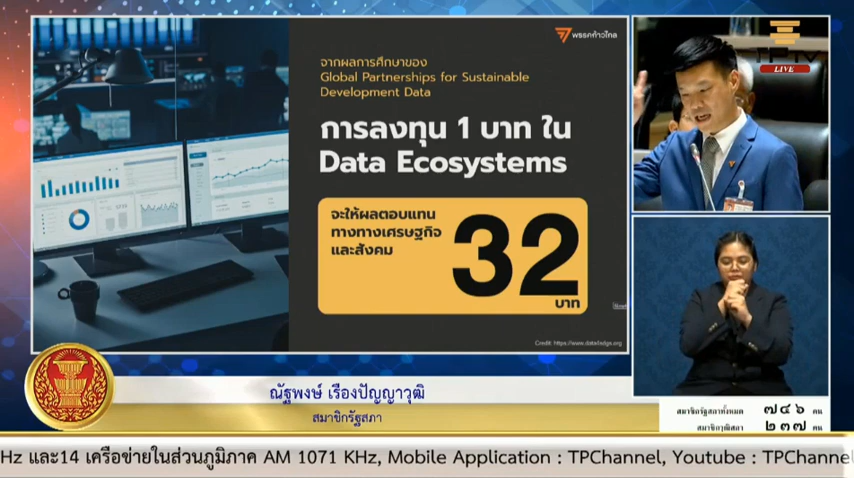 พรรคก้าวไกล
จากผลการศึกษาของ
Global Partnerships for Sustainable
Development Data
การลงทุน 1 บาท ใน
Data Ecosystems
จะให้ผลตอบแทน
ทางทางเศรษฐกิจ
และสังคม
32
บาท
Credit: https://www.data4sdgs.org
LIVE
ณัฐพงษ์ เรืองปัญญาวุฒิ
สมาชิกรัฐสภา
สมาชิกรัฐสภาทั้งหมด ๗๔๖ คน
สมาชิกวุฒิสภา ๒๓๗ คน
Hz และ14 เครือข่ายในส่วนภูมิภาค AM 1071 KHz, Mobile Application : TPChannel, Youtube : TPChannel